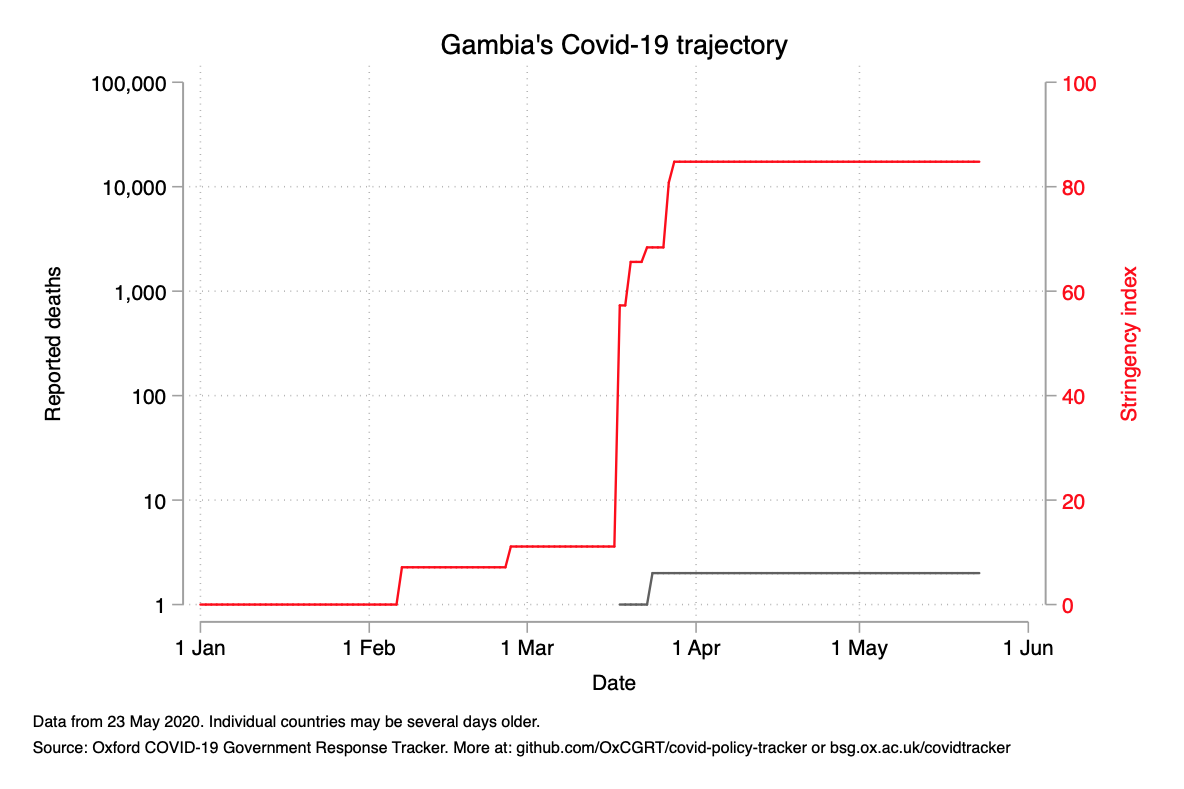 Gambia's Covid-19 trajectory
100,000
10,000
1,000
100
10
1
Reported deaths
100
80
60
40
20
0
Stringency index
1 Jan
1 Feb
1 Mar
1 Apr
1 May
1 Jun
Date
Data from 23 May 2020. Individual countries may be several days older.
Source: Oxford COVID-19 Government Response Tracker. More at: github.com/OxCGRT/covid-policy-tracker or bsg.ox.ac.uk/covidtracker